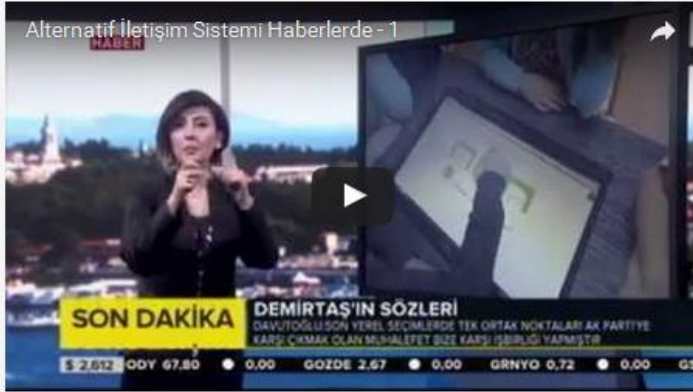 Alternatif İletişim Sistemi Haberlerde - 1
HABER
SON DAKİKA
DEMİRTAŞ'IN SÖZLERİ
DAVUTOĞLU SON YEREL SEÇİMLERDE TEK ORTAK NOKTALARI AK PARTİ'YE
KARŞI ÇIKMAK OLAN MUHALEFET BİZE KARŞI İŞBİRLİĞİ YAPMIŞTIR
$ 2,612 ODY 67,80 0,00 GOZDE 2,67 0,00 GRNYO 0,72 0,00 G